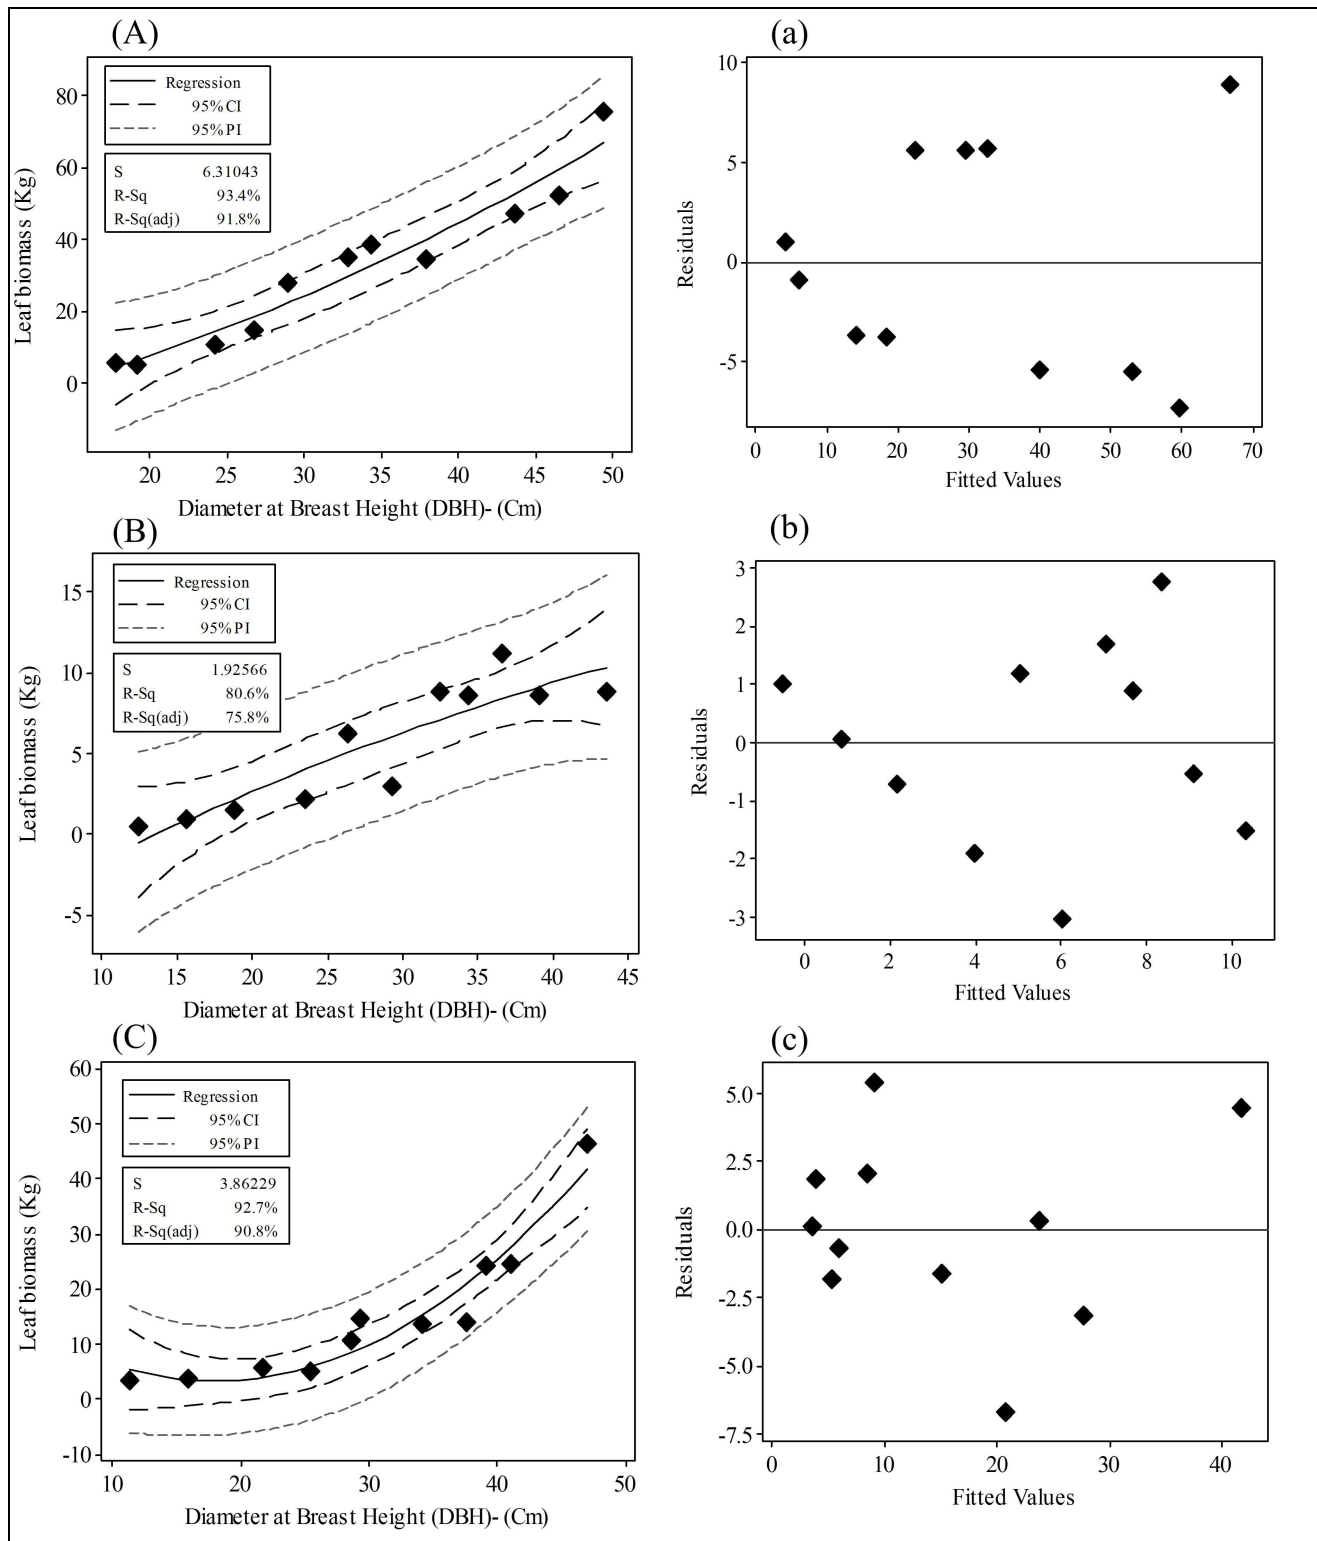 (A)
80
60
40
20
0
Leaf biomass (Kg)
Regression
95%CI
95%PI
S 6.31043
R-Sq 93.4%
R-Sq(adj) 91.8%
20 25 30 35 40 45 50
Diameter at Breast Height (DBH)- (Cm)
(a)
10
5
0
-5
Residuals
0 10 20 30 40 50 60 70
Fitted Values
(B)
15
10
5
0
-5
Leaf biomass (Kg)
Regression
95%CI
95%PI
S 1.92566
R-Sq 80.6%
R-Sq(adj) 75.8%
10 15 20 25 30 35 40 45
Diameter at Breast Height (DBH)- (Cm)
(b)
3
2
1
0
-1
-2
-3
Residuals
0 2 4 6 8 10
Fitted Values
(C)
60
50
40
30
20
10
0
-10
Leaf biomass (Kg)
Regression
95%CI
95%PI
S 3.86229
R-Sq 92.7%
R-Sq(adj) 90.8%
10 20 30 40 50
Diameter at Breast Height (DBH)- (Cm)
(c)
5.0
2.5
0.0
-2.5
-5.0
-7.5
Residuals
0 10 20 30 40
Fitted Values